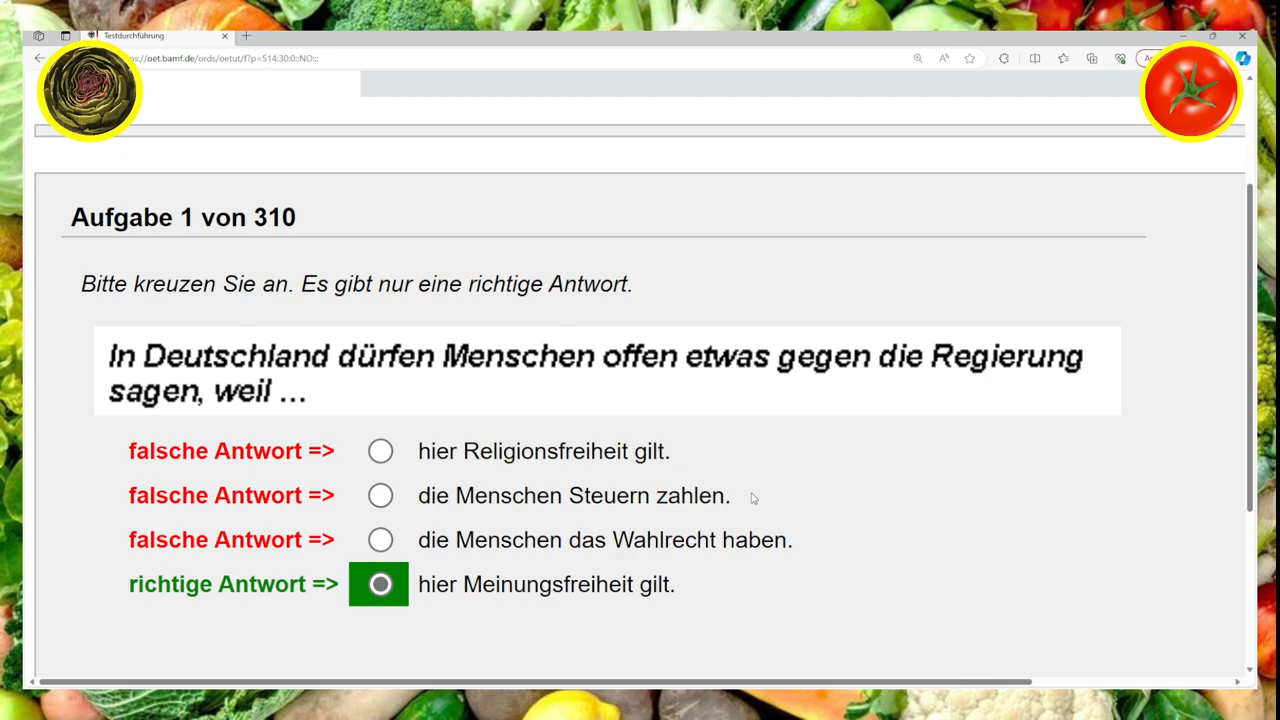 Testdurchführung
://oet.bamf.de/ords/oetut/f?p=514:30:0::NO:::
Aufgabe 1 von 310
Bitte kreuzen Sie an. Es gibt nur eine richtige Antwort.
In Deutschland dürfen Menschen offen etwas gegen die Regierung
sagen, weil ...
falsche Antwort => hier Religionsfreiheit gilt.
falsche Antwort => die Menschen Steuern zahlen.
falsche Antwort => die Menschen das Wahlrecht haben.
richtige Antwort => hier Meinungsfreiheit gilt.